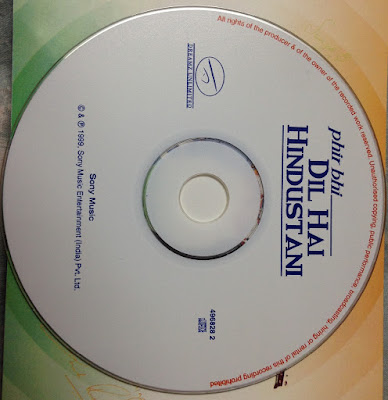 All rights of the producer & of the owner of the recorded work reserved. Unauthorised copying, public performance, broadcasting, hiring or rental of this recording prohibited
DREAMZ UNLIMITED
phir bhi
DIL HAI
HINDUSTANI
496828 2
Sony Music
© & ℗ 1999, Sony Music Entertainment (India) Pvt. Ltd.